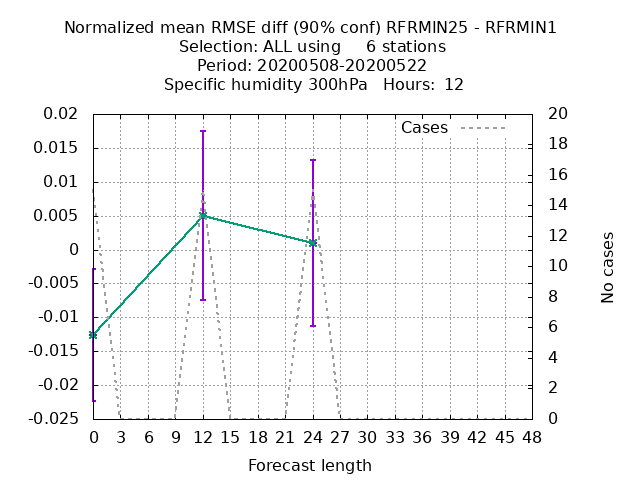 Normalized mean RMSE diff (90% conf) RFRMIN25 - RFRMIN1
Selection: ALL using     6 stations
Period: 20200508-20200522
Specific humidity 300hPa   Hours:  12
Cases
0.02
0.015
0.01
0.005
0
-0.005
-0.01
-0.015
-0.02
-0.025
20
18
16
14
12
10
8
6
4
2
0
No cases
0 3 6 9 12 15 18 21 24 27 30 33 36 39 42 45 48
Forecast length